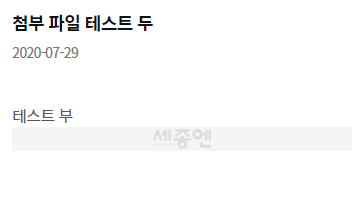 첨부 파일 테스트 두
2020-07-29
테스트 부
세종엔